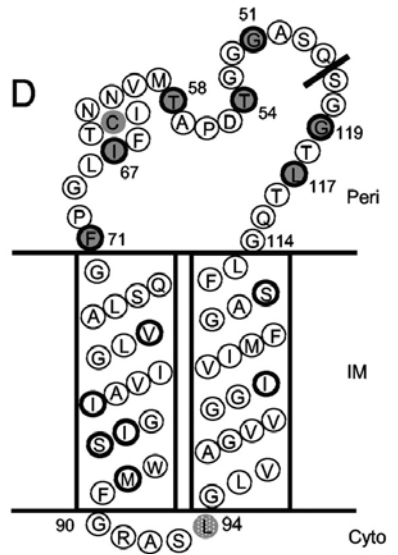 51
G G A S Q
D
N N V M T 58 G T 54 S
T C I A P D G
L I F G 119
67 T
G L 117
T Peri
P Q
F 71 G 114
G F L
A L S Q G A S
G L V V I M F
IM
I A V I G G I
S I G A G V V
F M W G L V
90 G R A S L 94
Cyto